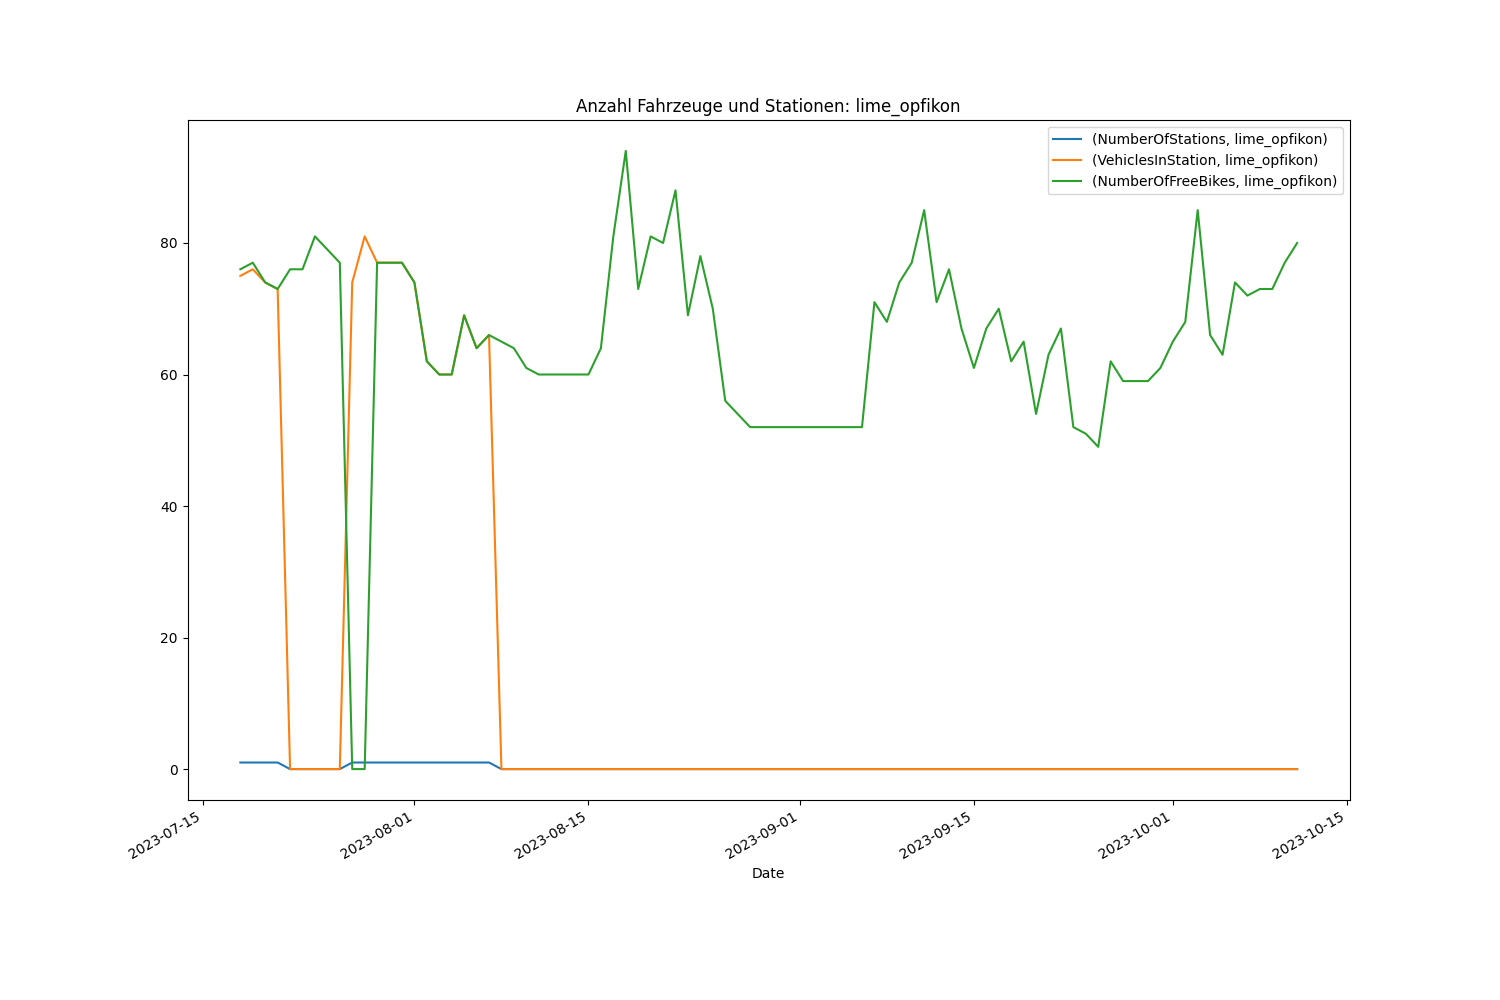 Anzahl Fahrzeuge und Stationen: lime_opfikon
(NumberOfStations, lime_opfikon)
(VehiclesInStation, lime_opfikon)
(NumberOfFreeBikes, lime_opfikon)
80
60
40
20
0
2023-07-15
2023-08-01
2023-08-15
2023-09-01
2023-09-15
2023-10-01
2023-10-15
Date